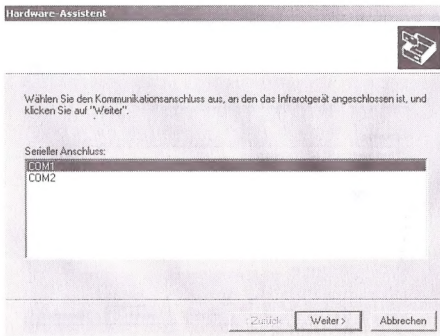 Hardware-Assistent
Wählen Sie den Kommunikationsanschluss aus, an den das Infrarotgerät angeschlossen ist, und
klicken Sie auf "Weiter".
Serieller Anschluss:
COM1
COM2
< Zurück
Weiter >
Abbrechen